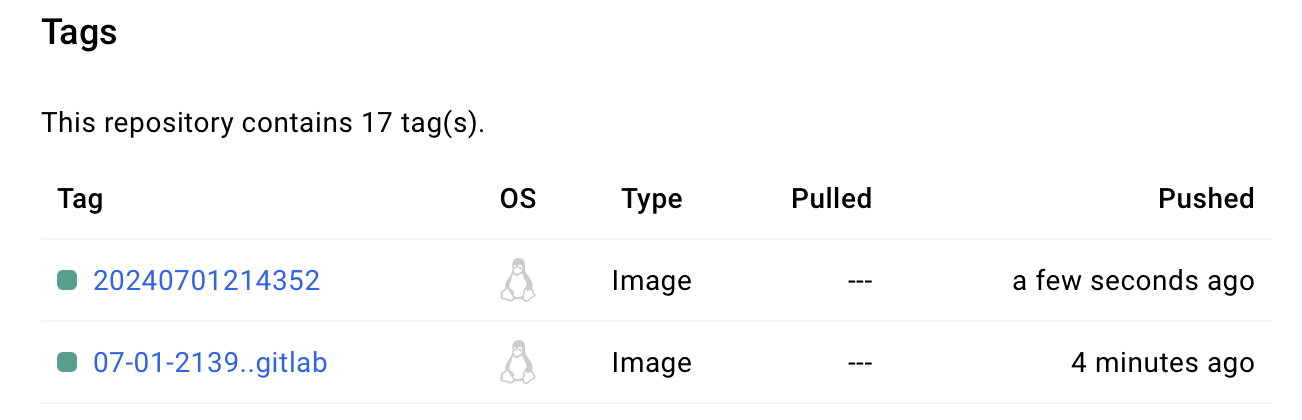 Tags
This repository contains 17 tag(s).
Tag OS Type Pulled Pushed
20240701214352 Image --- a few seconds ago
07-01-2139..gitlab Image --- 4 minutes ago